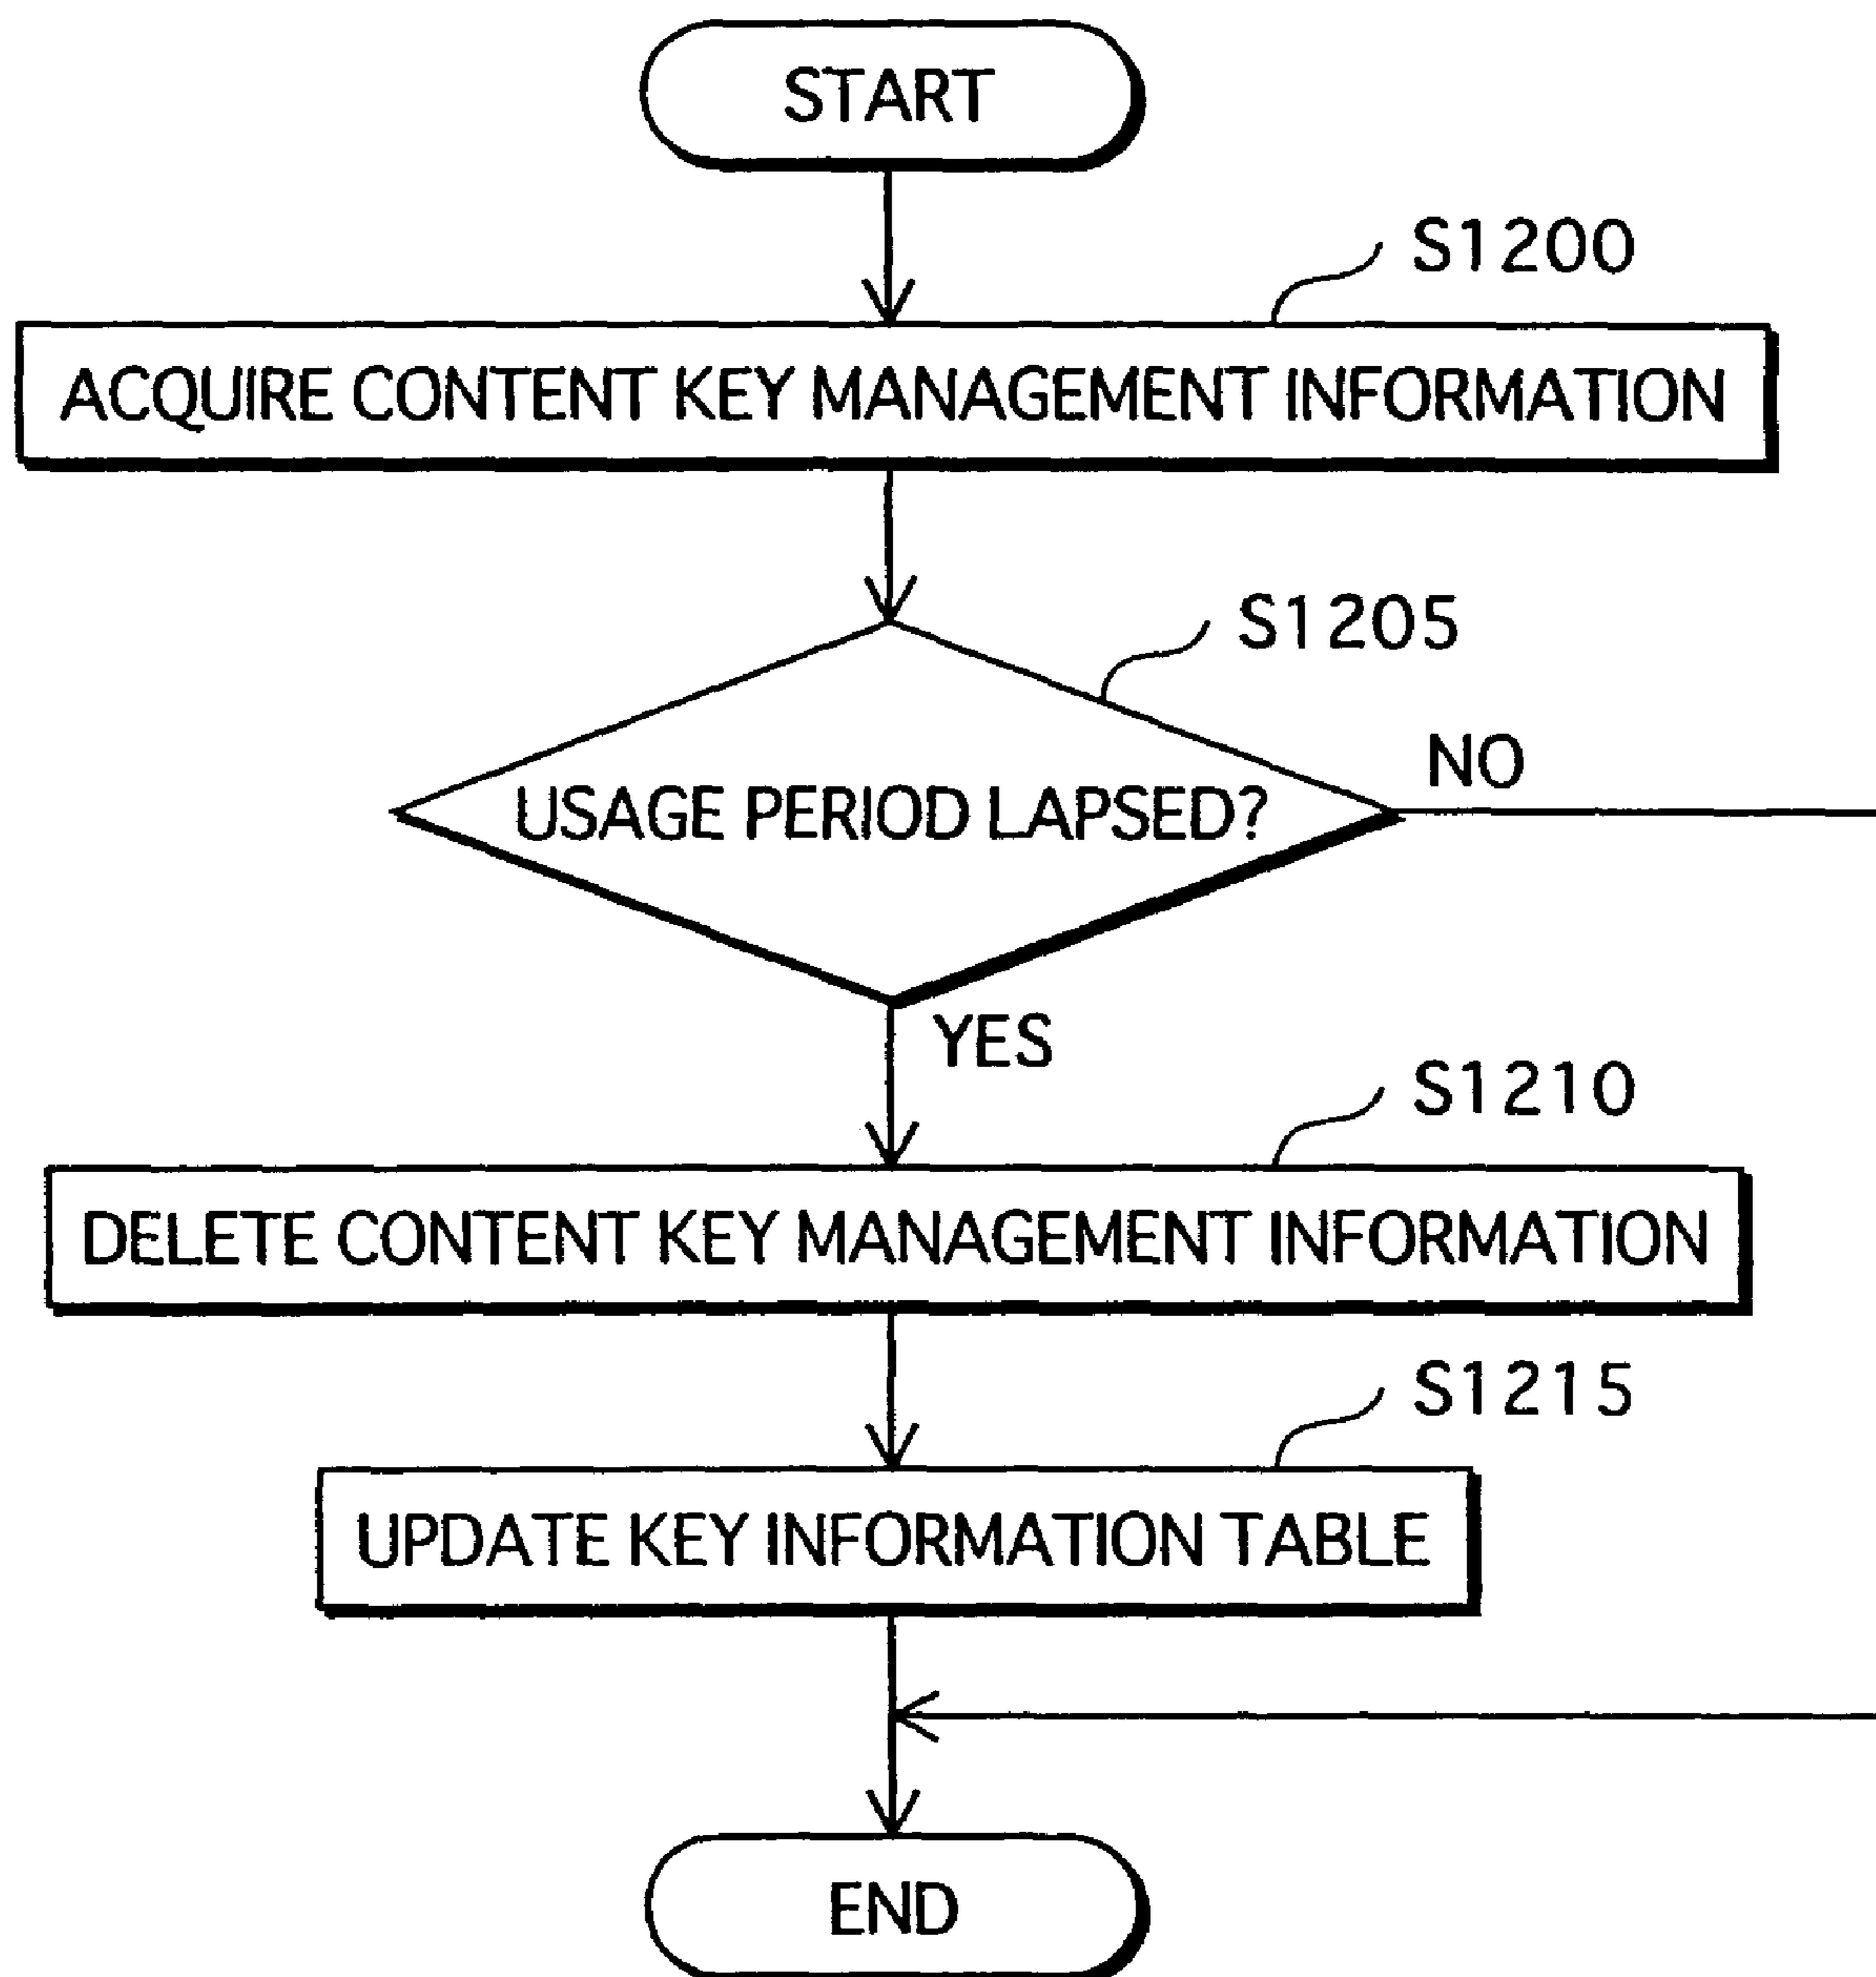 START
S1200
ACQUIRE CONTENT KEY MANAGEMENT INFORMATION
S1205
NO
USAGE PERIOD LAPSED?
YES
S1210
DELETE CONTENT KEY MANAGEMENT INFORMATION
S1215
UPDATE KEY INFORMATION TABLE
END